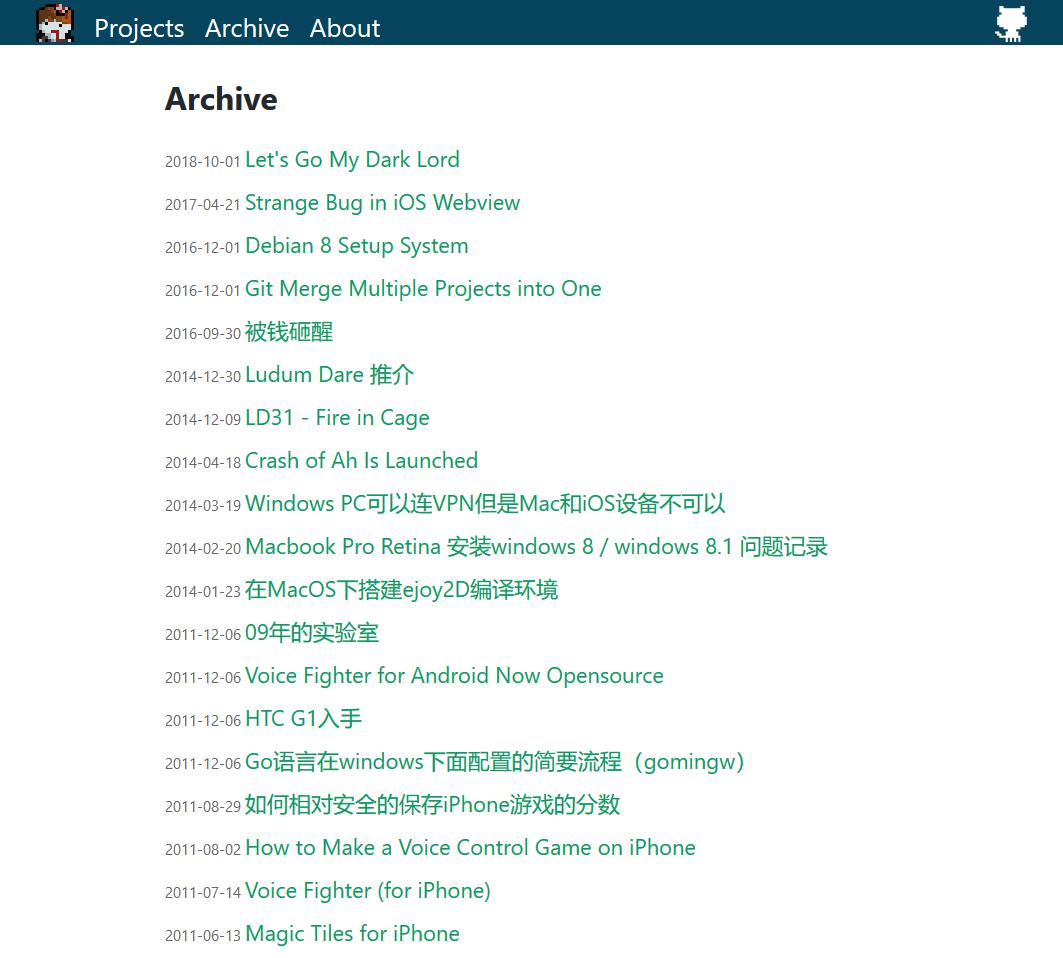 Projects Archive About
Archive
2018-10-01 Let's Go My Dark Lord
2017-04-21 Strange Bug in iOS Webview
2016-12-01 Debian 8 Setup System
2016-12-01 Git Merge Multiple Projects into One
2016-09-30 被钱砸醒
2014-12-30 Ludum Dare 推介
2014-12-09 LD31 - Fire in Cage
2014-04-18 Crash of Ah Is Launched
2014-03-19 Windows PC可以连VPN但是Mac和iOS设备不可以
2014-02-20 Macbook Pro Retina 安装windows 8 / windows 8.1 问题记录
2014-01-23 在MacOS下搭建ejoy2D编译环境
2011-12-06 09年的实验室
2011-12-06 Voice Fighter for Android Now Opensource
2011-12-06 HTC G1入手
2011-12-06 Go语言在windows下面配置的简要流程（gomingw）
2011-08-29 如何相对安全的保存iPhone游戏的分数
2011-08-02 How to Make a Voice Control Game on iPhone
2011-07-14 Voice Fighter (for iPhone)
2011-06-13 Magic Tiles for iPhone